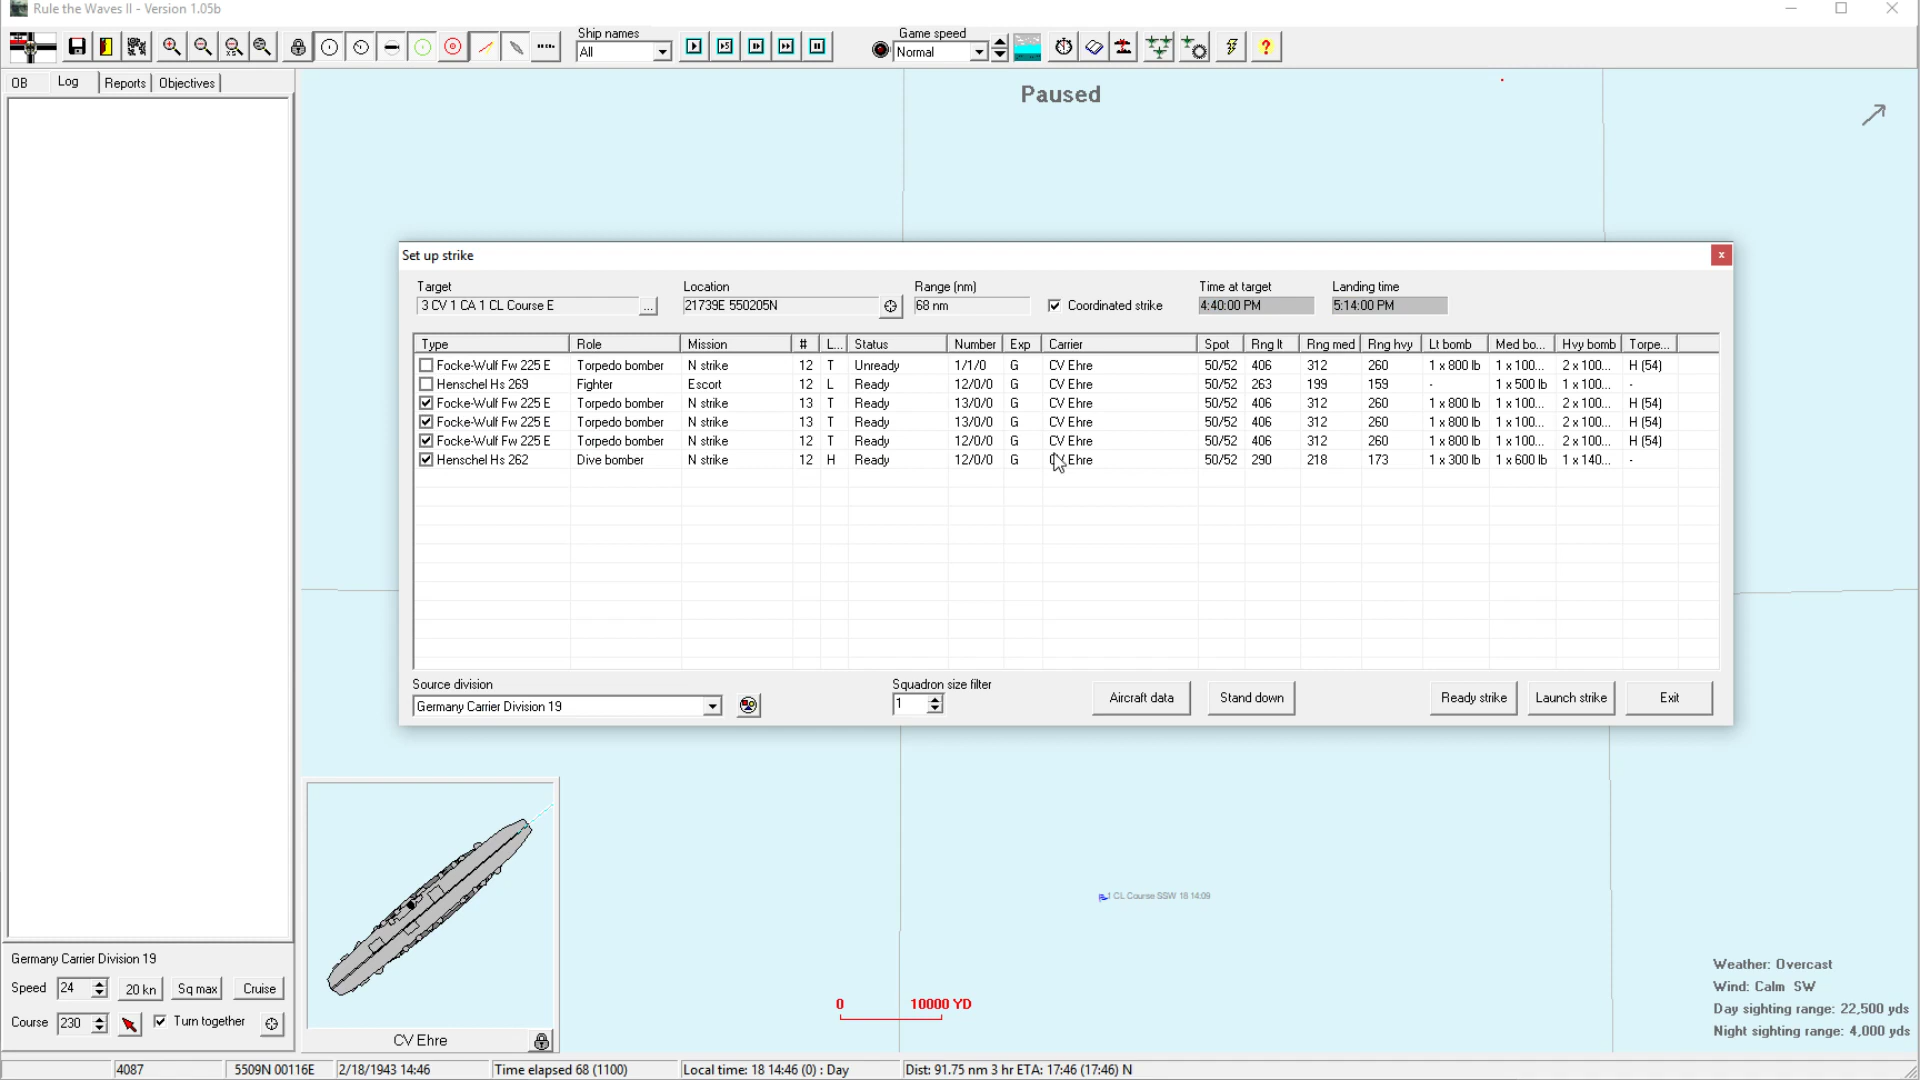 Rule the Waves II - Version 1.05b
Ship names
All
Game speed
Normal
OB Log Reports Objectives
Paused
Set up strike
Target Location Range (nm) Time at target Landing time
3 CV 1 CA 1 CL Course E ... 21739E 550205N 68 nm Coordinated strike 4:40:00 PM 5:14:00 PM
Type Role Mission # L... Status Number Exp Carrier Spot Rng lt Rng med Rng hvy Lt bomb Med bo... Hvy bomb Torpe...
Focke-Wulf Fw 225 E Torpedo bomber N strike 12 T Unready 1/1/0 G CV Ehre 50/52 406 312 260 1 x 800 lb 1 x 100... 2 x 100... H (54)
Henschel Hs 269 Fighter Escort 12 L Ready 12/0/0 G CV Ehre 50/52 263 199 159 - 1 x 500 lb 1 x 100... -
Focke-Wulf Fw 225 E Torpedo bomber N strike 13 T Ready 13/0/0 G CV Ehre 50/52 406 312 260 1 x 800 lb 1 x 100... 2 x 100... H (54)
Focke-Wulf Fw 225 E Torpedo bomber N strike 13 T Ready 13/0/0 G CV Ehre 50/52 406 312 260 1 x 800 lb 1 x 100... 2 x 100... H (54)
Focke-Wulf Fw 225 E Torpedo bomber N strike 12 T Ready 12/0/0 G CV Ehre 50/52 406 312 260 1 x 800 lb 1 x 100... 2 x 100... H (54)
Henschel Hs 262 Dive bomber N strike 12 H Ready 12/0/0 G CV Ehre 50/52 290 218 173 1 x 300 lb 1 x 600 lb 1 x 140... -
Source division
Germany Carrier Division 19
Squadron size filter
1
Aircraft data Stand down Ready strike Launch strike Exit
1 CL Course SSW 18 14:09
Germany Carrier Division 19
Speed 24 20 kn Sq max Cruise
Course 230 Turn together
CV Ehre
0 10000 YD
Weather: Overcast
Wind: Calm SW
Day sighting range: 22,500 yds
Night sighting range: 4,000 yds
4087 5509N 00116E 2/18/1943 14:46 Time elapsed 68 (1100) Local time: 18 14:46 (0) : Day Dist: 91.75 nm 3 hr ETA: 17:46 (17:46) N